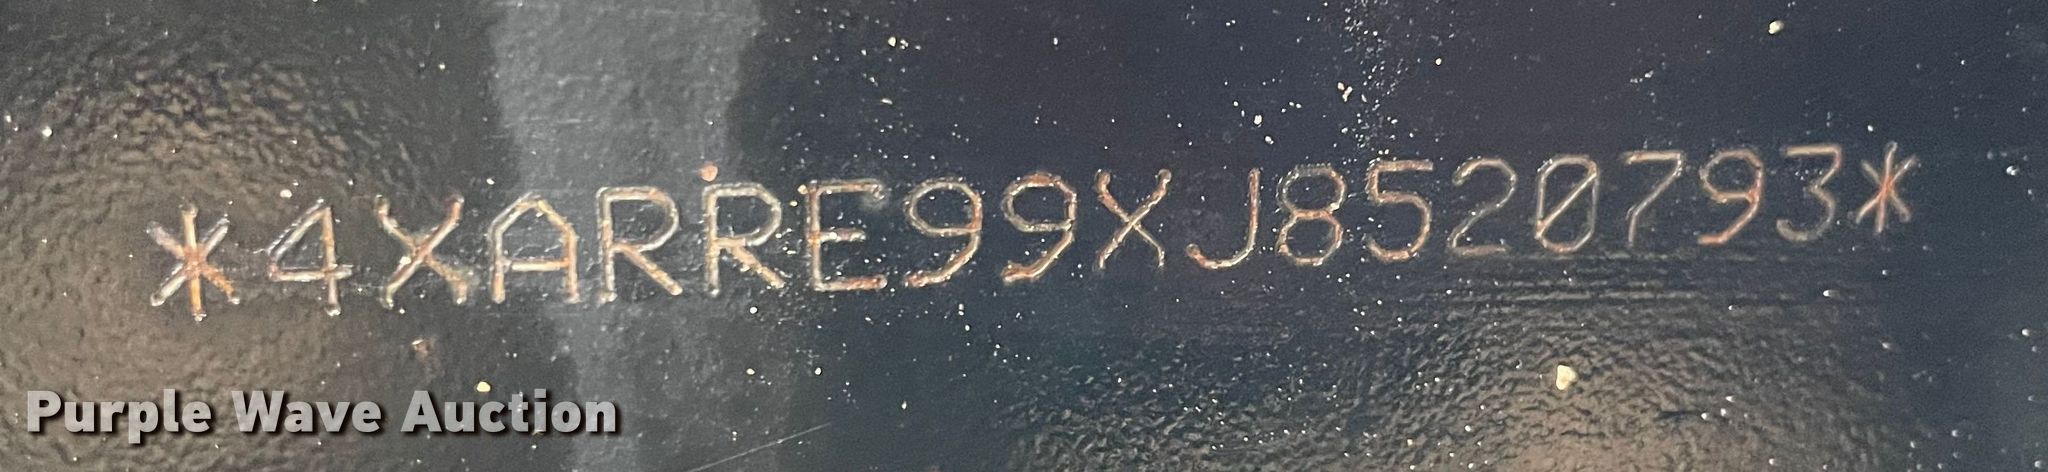 *4XARRE99XJ8520793*
Purple Wave Auction